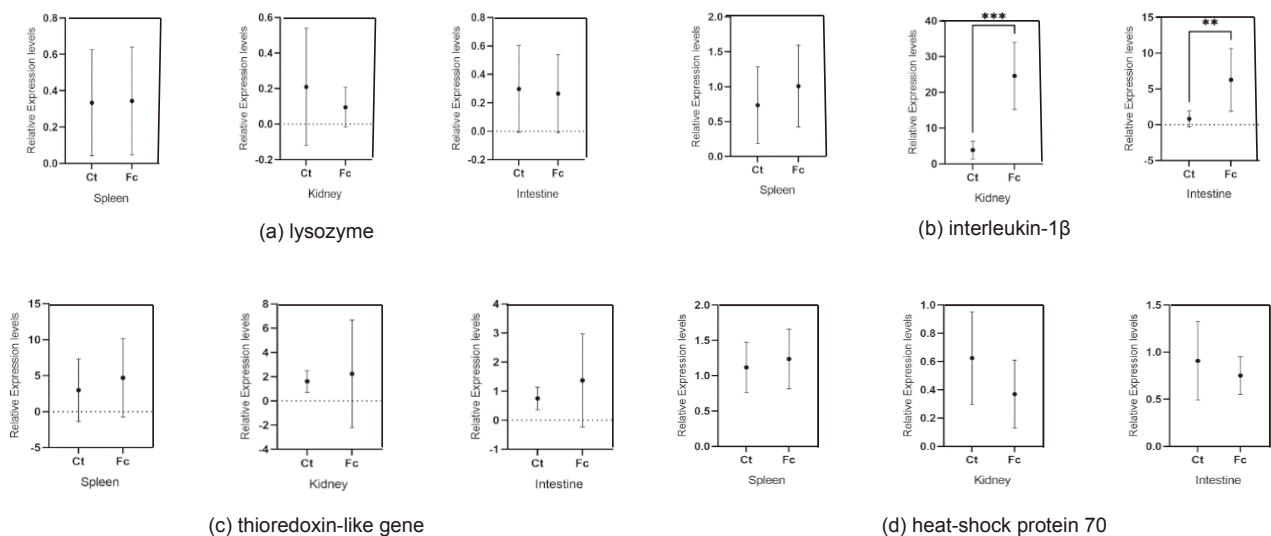 Relative Expression levels
0.8
0.6
0.4
0.2
0.0
Ct Fc
Spleen
Relative Expression levels
0.6
0.4
0.2
0.0
-0.2
Ct Fc
Kidney
Relative Expression levels
0.8
0.6
0.4
0.2
0.0
-0.2
Ct Fc
Intestine
(a) lysozyme
Relative Expression levels
2.0
1.5
1.0
0.5
0.0
Ct Fc
Spleen
Relative Expression levels
40
30
20
10
0
***
Ct Fc
Kidney
Relative Expression levels
15
10
5
0
-5
**
Ct Fc
Intestine
(b) interleukin-1β
Relative Expression levels
15
10
5
0
-5
Ct Fc
Spleen
Relative Expression levels
8
6
4
2
0
-2
-4
Ct Fc
Kidney
Relative Expression levels
4
3
2
1
0
-1
Ct Fc
Intestine
(c) thioredoxin-like gene
Relative Expression levels
2.0
1.5
1.0
0.5
0.0
Ct Fc
Spleen
Relative Expression levels
1.0
0.8
0.6
0.4
0.2
0.0
Ct Fc
Kidney
Relative Expression levels
1.5
1.0
0.5
0.0
Ct Fc
Intestine
(d) heat-shock protein 70